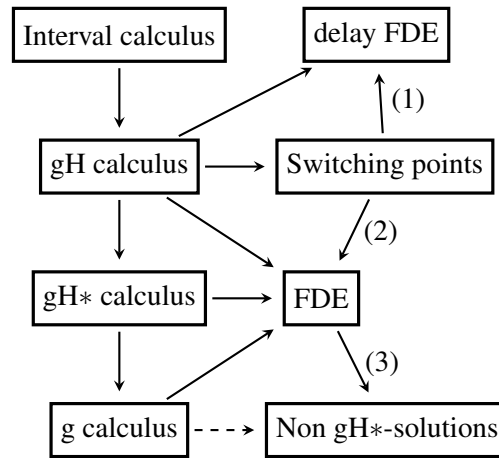 Interval calculus
delay FDE
(1)
gH calculus
Switching points
(2)
gH∗ calculus
FDE
(3)
g calculus
Non gH∗-solutions